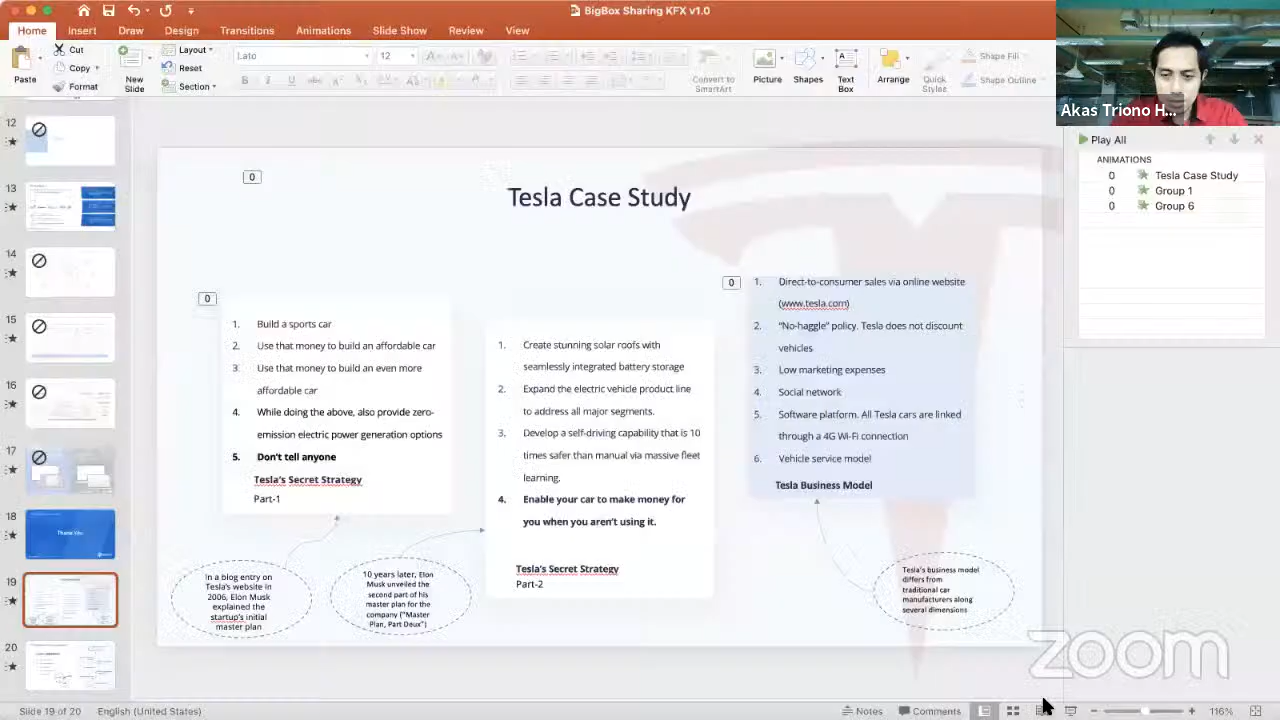 BigBox Sharing KFX v1.0
Home Insert Draw Design Transitions Animations Slide Show Review View
Cut
Copy
Format
Paste
New
Slide
Layout
Reset
Section
Lato 12
Convert to
SmartArt
Picture
Shapes
Text
Box
Arrange
Quick
Styles
Shape Fill
Shape Outline
Akas Triono H...
Play All
ANIMATIONS
0 Tesla Case Study
0 Group 1
0 Group 6
12
13
14
15
16
17
18
Thank You
19
20
0
Tesla Case Study
0
1. Build a sports car
2. Use that money to build an affordable car
3. Use that money to build an even more
affordable car
4. While doing the above, also provide zero-
emission electric power generation options
5. Don't tell anyone
Tesla's Secret Strategy
Part-1
1. Create stunning solar roofs with
seamlessly integrated battery storage
2. Expand the electric vehicle product line
to address all major segments.
3. Develop a self-driving capability that is 10
times safer than manual via massive fleet
learning.
4. Enable your car to make money for
you when you aren't using it.
Tesla's Secret Strategy
Part-2
0
1. Direct-to-consumer sales via online website
(www.tesla.com)
2. "No-haggle" policy. Tesla does not discount
vehicles
3. Low marketing expenses
4. Social network
5. Software platform. All Tesla cars are linked
through a 4G Wi-Fi connection
6. Vehicle service model
Tesla Business Model
In a blog entry on
Tesla's website in
2006, Elon Musk
explained the
startup's initial
master plan
10 years later, Elon
Musk unveiled the
second part of his
master plan for the
company ("Master
Plan, Part Deux")
Tesla's business model
differs from
traditional car
manufacturers along
several dimensions
zoom
Slide 19 of 20 English (United States)
Notes Comments 116%